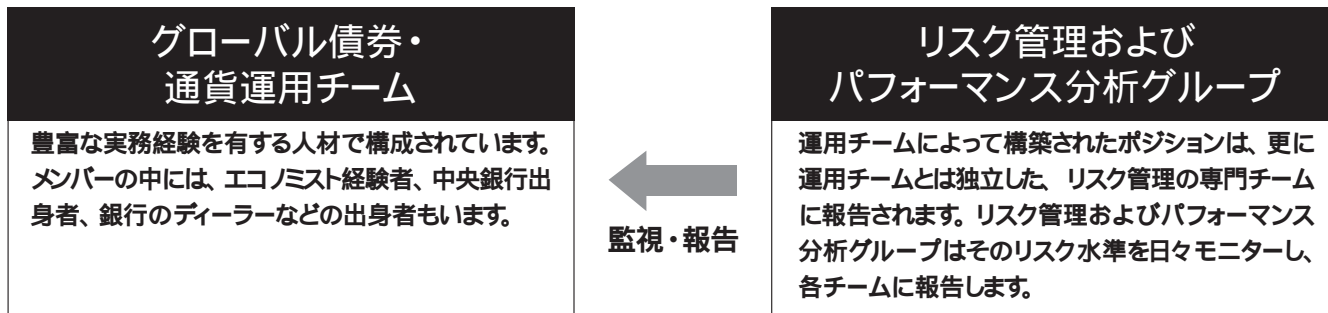 グローバル債券・
通貨運用チーム
豊富な実務経験を有する人材で構成されています。
メンバーの中には、エコノミスト経験者、中央銀行出
身者、銀行のディーラーなどの出身者もいます。
監視・報告
リスク管理および
パフォーマンス分析グループ
運用チームによって構築されたポジションは、更に
運用チームとは独立した、リスク管理の専門チーム
に報告されます。リスク管理およびパフォーマンス
分析グループはそのリスク水準を日々モニターし、
各チームに報告します。